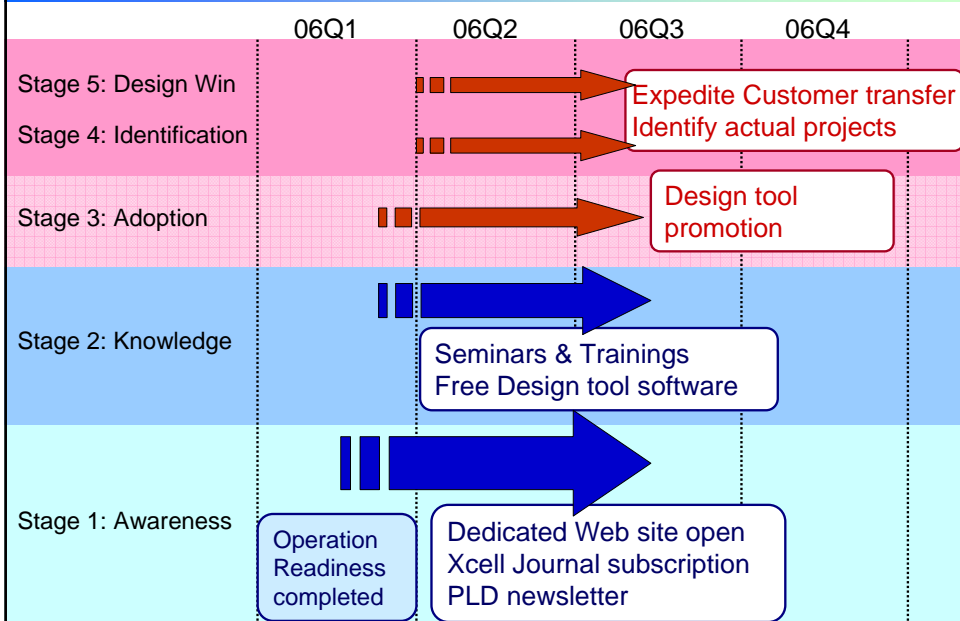 06Q1 06Q2 06Q3 06Q4
Stage 5: Design Win
Expedite Customer transfer
Identify actual projects
Stage 4: Identification
Stage 3: Adoption
Design tool
promotion
Stage 2: Knowledge
Seminars & Trainings
Free Design tool software
Stage 1: Awareness
Operation
Readiness
completed
Dedicated Web site open
Xcell Journal subscription
PLD newsletter